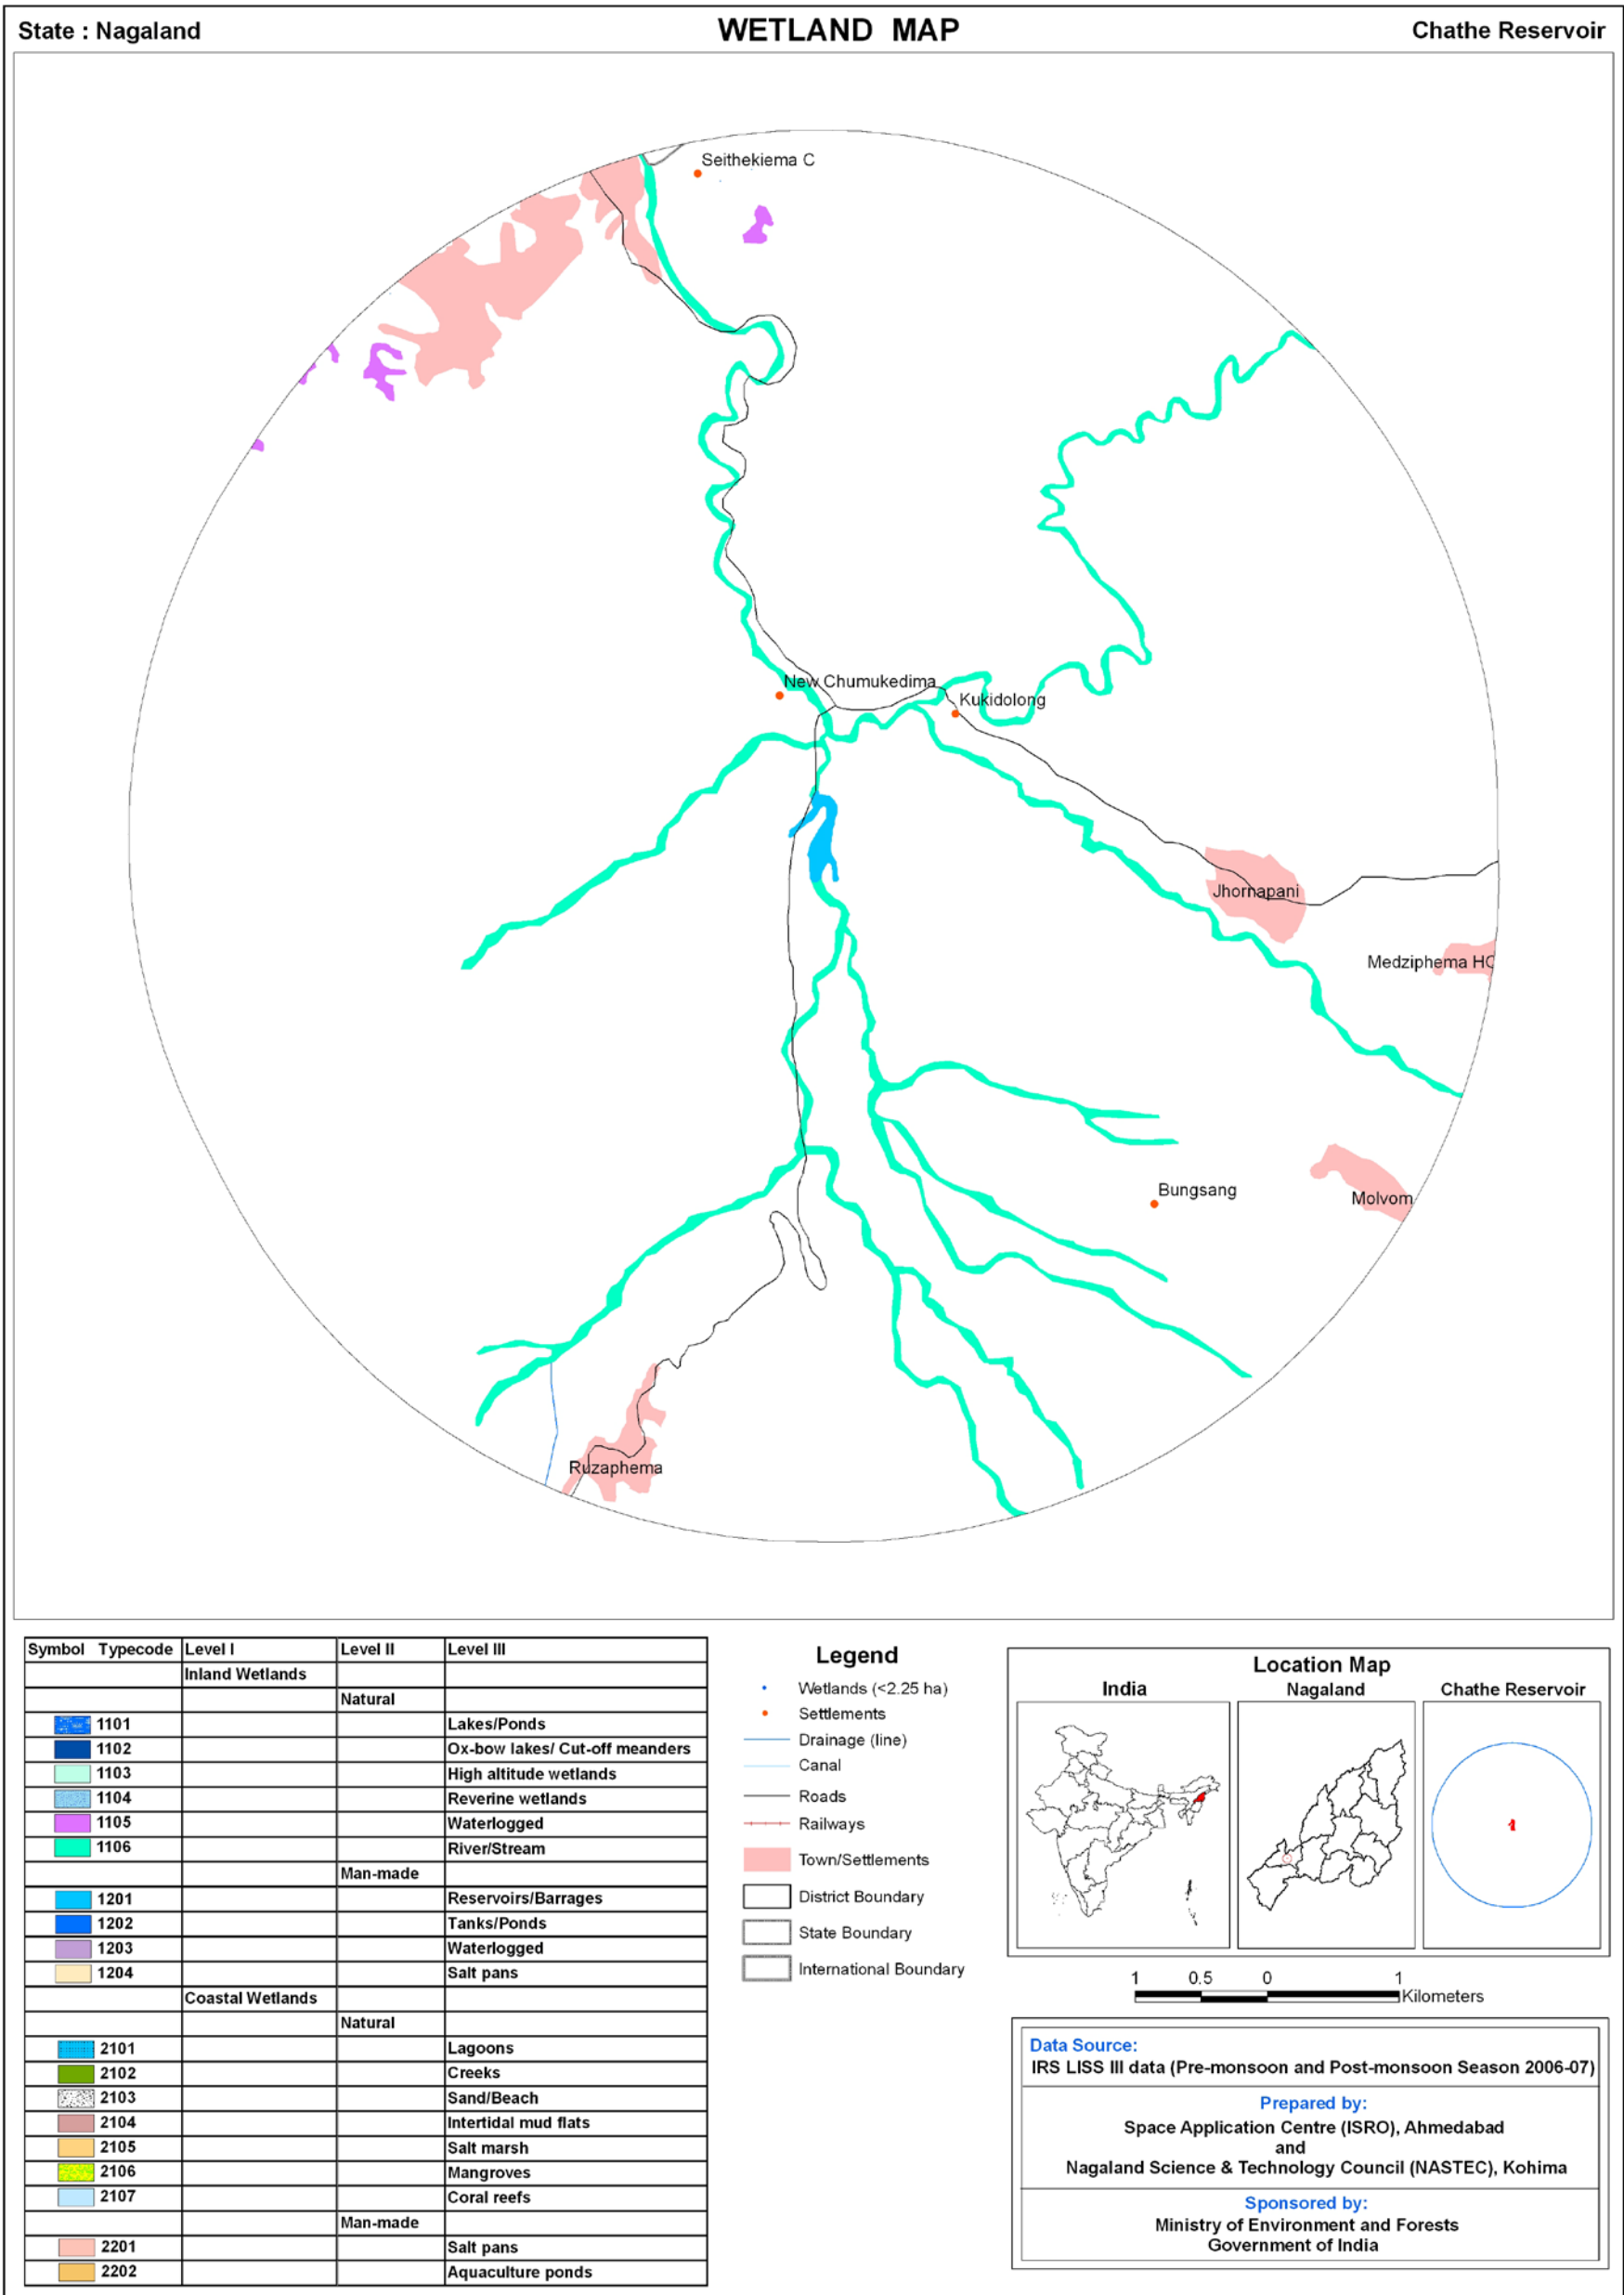 State : Nagaland
WETLAND MAP
Chathe Reservoir
Seithekiema C
New Chumukedima
Kukidolong
Jhornapani
Medziphema HQ
Bungsang
Molvom
Ruzaphema
Symbol Typecode Level I Level II Level III
Inland Wetlands
Natural
1101 Lakes/Ponds
1102 Ox-bow lakes/ Cut-off meanders
1103 High altitude wetlands
1104 Reverine wetlands
1105 Waterlogged
1106 River/Stream
Man-made
1201 Reservoirs/Barrages
1202 Tanks/Ponds
1203 Waterlogged
1204 Salt pans
Coastal Wetlands
Natural
2101 Lagoons
2102 Creeks
2103 Sand/Beach
2104 Intertidal mud flats
2105 Salt marsh
2106 Mangroves
2107 Coral reefs
Man-made
2201 Salt pans
2202 Aquaculture ponds
Legend
Wetlands (<2.25 ha)
Settlements
Drainage (line)
Canal
Roads
Railways
Town/Settlements
District Boundary
State Boundary
International Boundary
Location Map
India
Nagaland
Chathe Reservoir
1 0.5 0 1
Kilometers
Data Source:
IRS LISS III data (Pre-monsoon and Post-monsoon Season 2006-07)
Prepared by:
Space Application Centre (ISRO), Ahmedabad
and
Nagaland Science & Technology Council (NASTEC), Kohima
Sponsored by:
Ministry of Environment and Forests
Government of India